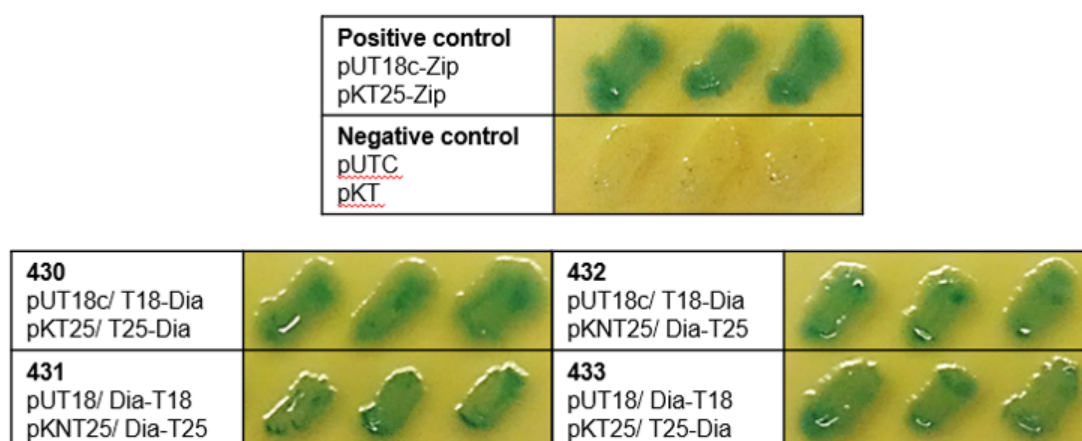 Positive control
pUT18c-Zip
pKT25-Zip
Negative control
pUTC
pKT
430
pUT18c/ T18-Dia
pKT25/ T25-Dia
432
pUT18c/ T18-Dia
pKNT25/ Dia-T25
431
pUT18/ Dia-T18
pKNT25/ Dia-T25
433
pUT18/ Dia-T18
pKT25/ T25-Dia